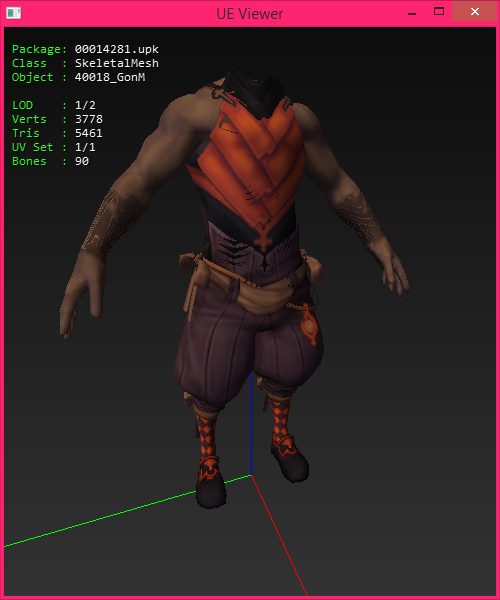 UE Viewer
Package: 00014281.upk
Class  : SkeletalMesh
Object : 40018_GonM
LOD    : 1/2
Verts  : 3778
Tris   : 5461
UV Set : 1/1
Bones  : 90